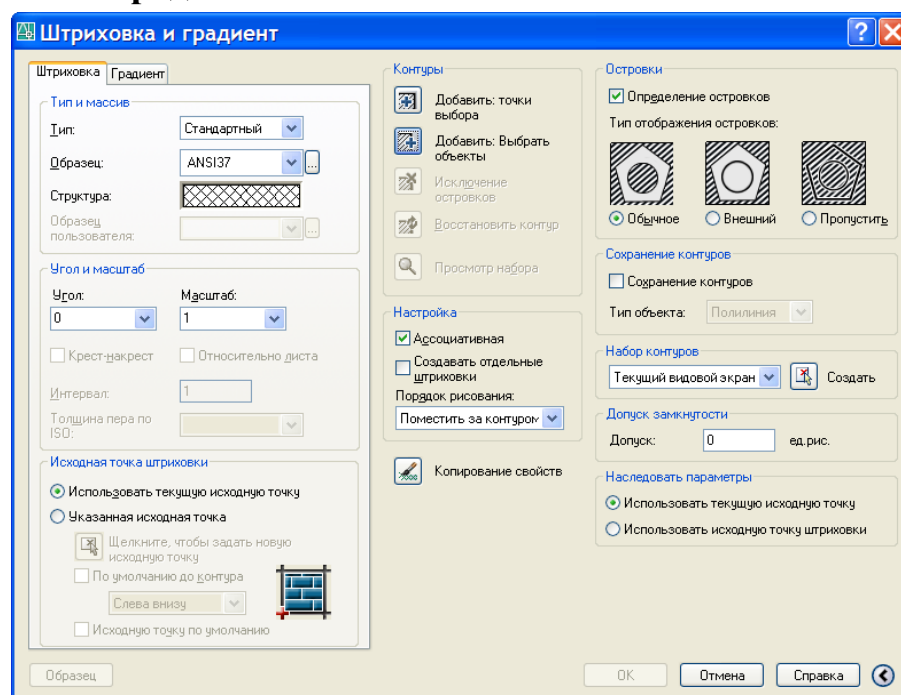 Штриховка и градиент
Штриховка
Градиент
Тип и массив
Тип:
Стандартный
Образец:
ANSI37
...
Структура:
Образец пользователя:
...
Угол и масштаб
Угол:
Масштаб:
0
1
Крест-накрест
Относительно листа
Интервал:
1
Толщина пера по ISO:
Исходная точка штриховки
Использовать текущую исходную точку
Указанная исходная точка
Щелкните, чтобы задать новую
исходную точку
По умолчанию до контура
Слева внизу
Исходную точку по умолчанию
Образец
Контуры
Добавить: точки
выбора
Добавить: Выбрать
объекты
Исключение
островков
Восстановить контур
Просмотр набора
Настройка
Ассоциативная
Создавать отдельные
штриховки
Порядок рисования:
Поместить за контуром
Копирование свойств
Островки
Определение островков
Тип отображения островков:
Обычное
Внешний
Пропустить
Сохранение контуров
Сохранение контуров
Тип объекта:
Полилиния
Набор контуров
Текущий видовой экран
Создать
Допуск замкнутости
Допуск:
0
ед.рис.
Наследовать параметры
Использовать текущую исходную точку
Использовать исходную точку штриховки
OK
Отмена
Справка